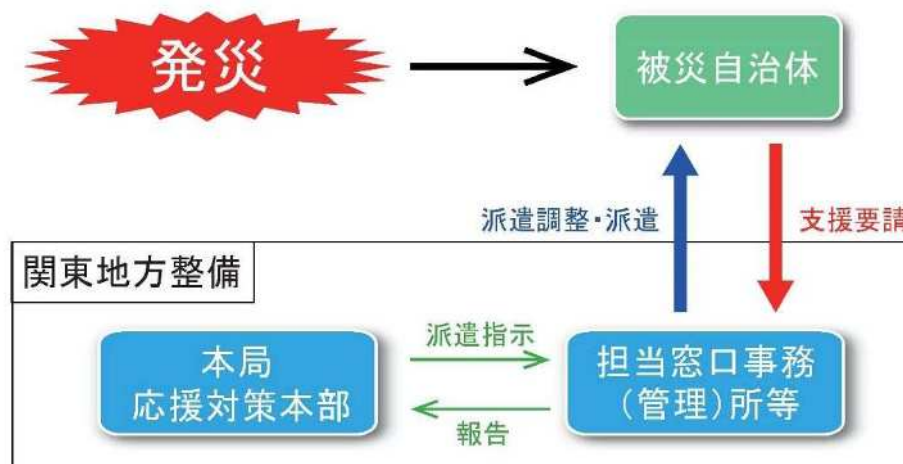 発災
被災自治体
派遣調整・派遣
支援要請
関東地方整備
本局
応援対策本部
派遣指示
報告
担当窓口事務
(管理)所等